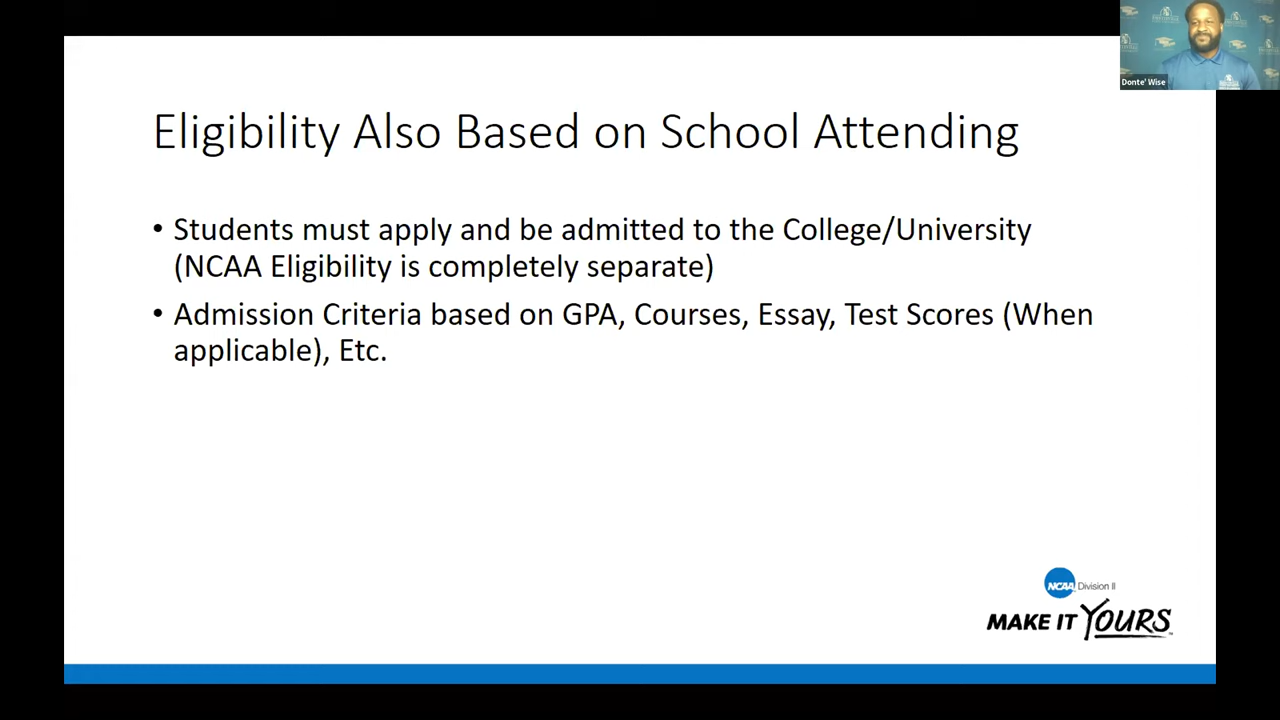 Donte' Wise
Eligibility Also Based on School Attending
• Students must apply and be admitted to the College/University
(NCAA Eligibility is completely separate)
• Admission Criteria based on GPA, Courses, Essay, Test Scores (When
applicable), Etc.
NCAA Division II
MAKE IT YOURS